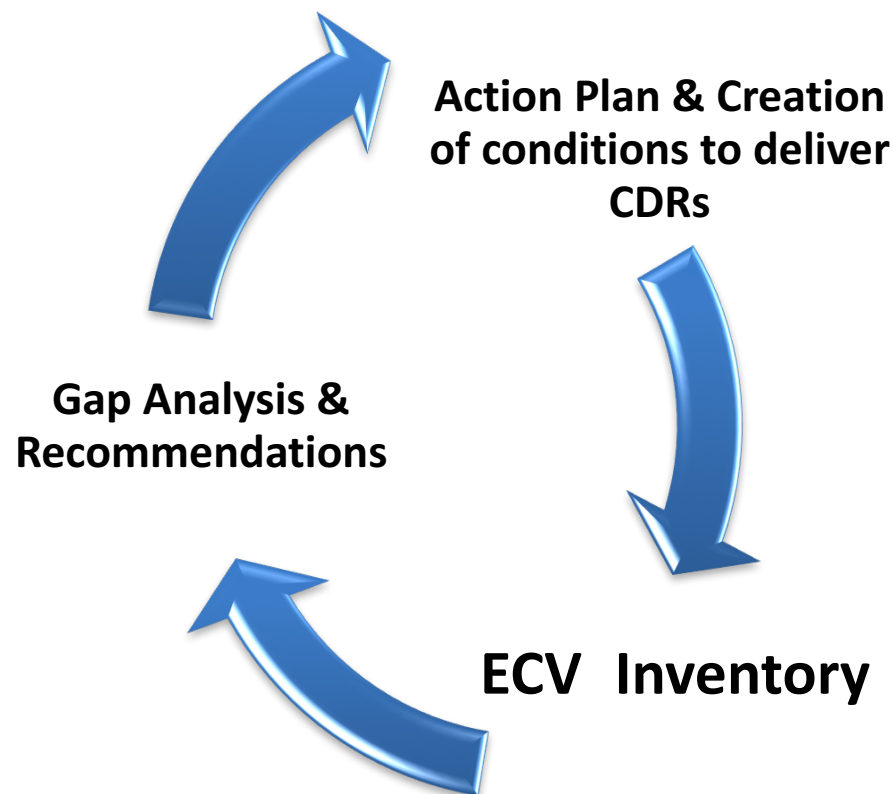 Action Plan & Creation
of conditions to deliver
CDRs
Gap Analysis &
Recommendations
ECV Inventory